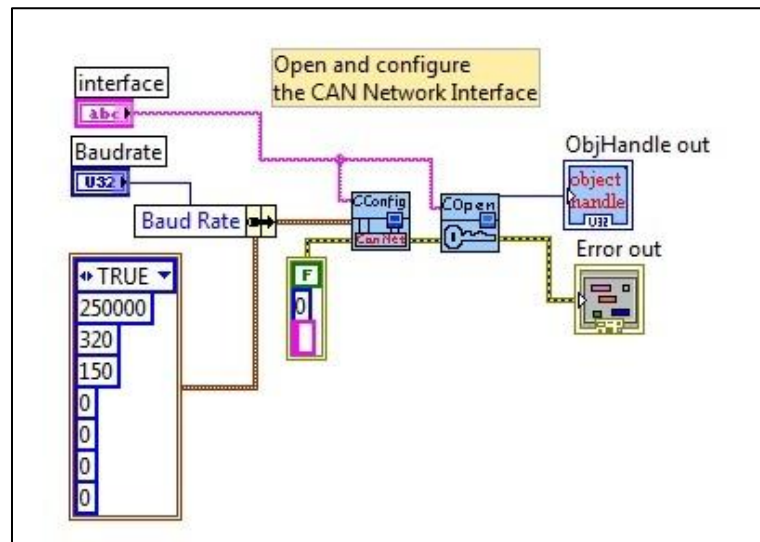 Open and configure
the CAN Network Interface
interface
abc
Baudrate
U32
Baud Rate
TRUE
250000
320
150
0
0
0
0
F
0
CConfig
CanNet
COpen
ObjHandle out
object
handle
U32
Error out